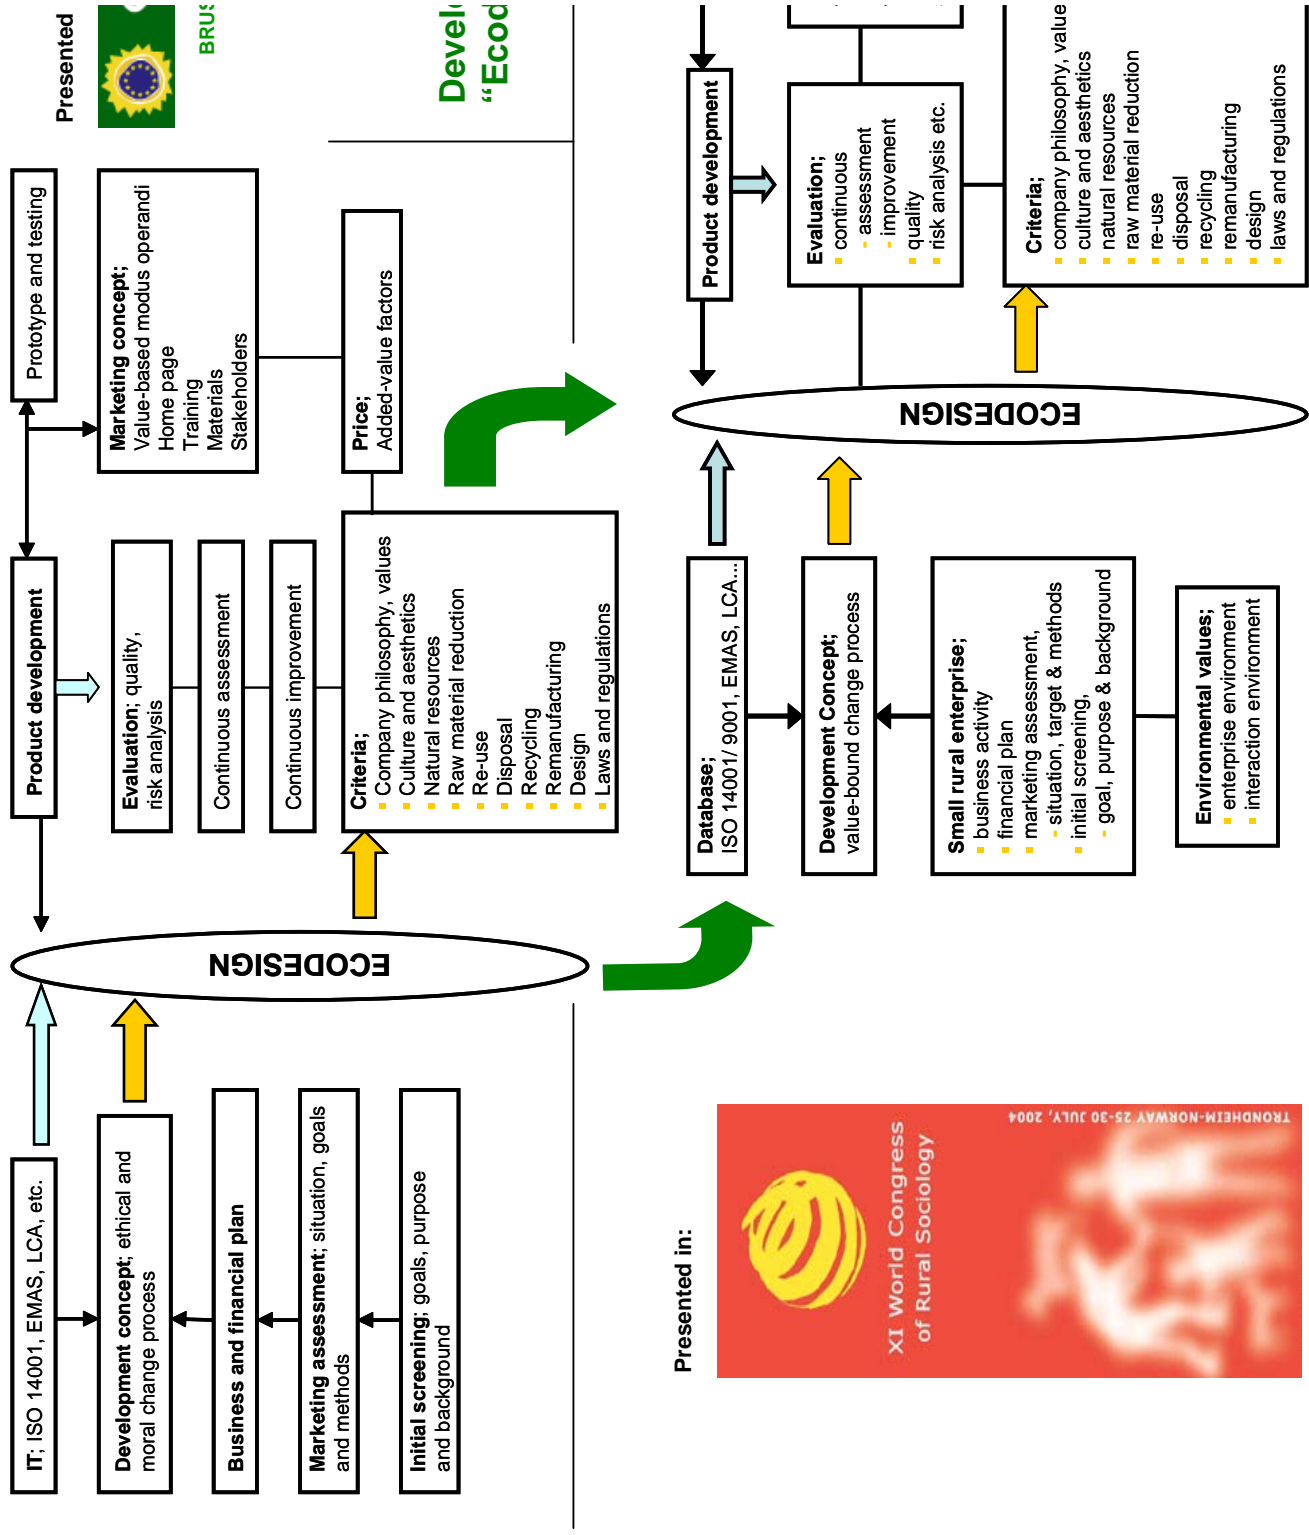 IT; ISO 14001, EMAS, LCA, etc.
Development concept; ethical and
moral change process
Business and financial plan
Marketing assessment; situation, goals
and methods
Initial screening; goals, purpose
and background
ECODESIGN
Product development
Evaluation; quality,
risk analysis
Continuous assessment
Continuous improvement
Criteria;
Company philosophy, values
Culture and aesthetics
Natural resources
Raw material reduction
Re-use
Disposal
Recycling
Remanufacturing
Design
Laws and regulations
Prototype and testing
Marketing concept;
Value-based modus operandi
Home page
Training
Materials
Stakeholders
Price;
Added-value factors
Presented
BRUS
Devel
“Ecod
Presented in:
XI World Congress
of Rural Sociology
TRONDHEIM-NORWAY 25-30 JULY, 2004
Database;
ISO 14001/ 9001, EMAS, LCA...
Development Concept;
value-bound change process
Small rural enterprise;
business activity
financial plan
marketing assessment,
- situation, target & methods
initial screening,
- goal, purpose & background
Environmental values;
enterprise environment
interaction environment
ECODESIGN
Product development
Evaluation;
continuous
- assessment
- improvement
quality
risk analysis etc.
Criteria;
company philosophy, value
culture and aesthetics
natural resources
raw material reduction
re-use
disposal
recycling
remanufacturing
design
laws and regulations